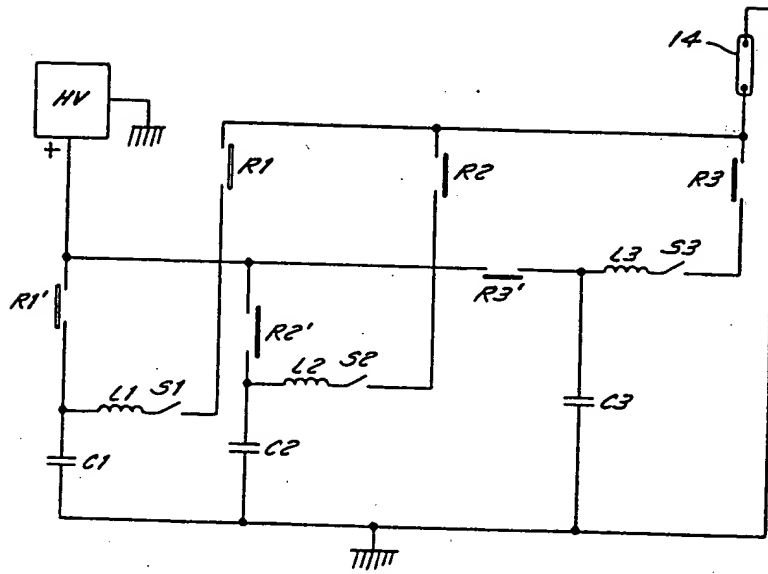 14
HV
+
R1
R2
R3
L3 S3
R1'
R3'
R2'
L1 S1
L2 S2
C3
C1
C2